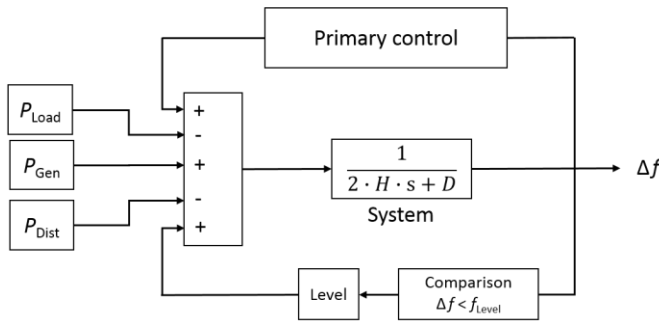 Primary control
P_Load
P_Gen
P_Dist
+
-
+
-
+
1
2 · H · s + D
System
Δf
Level
Comparison
Δf < f_Level